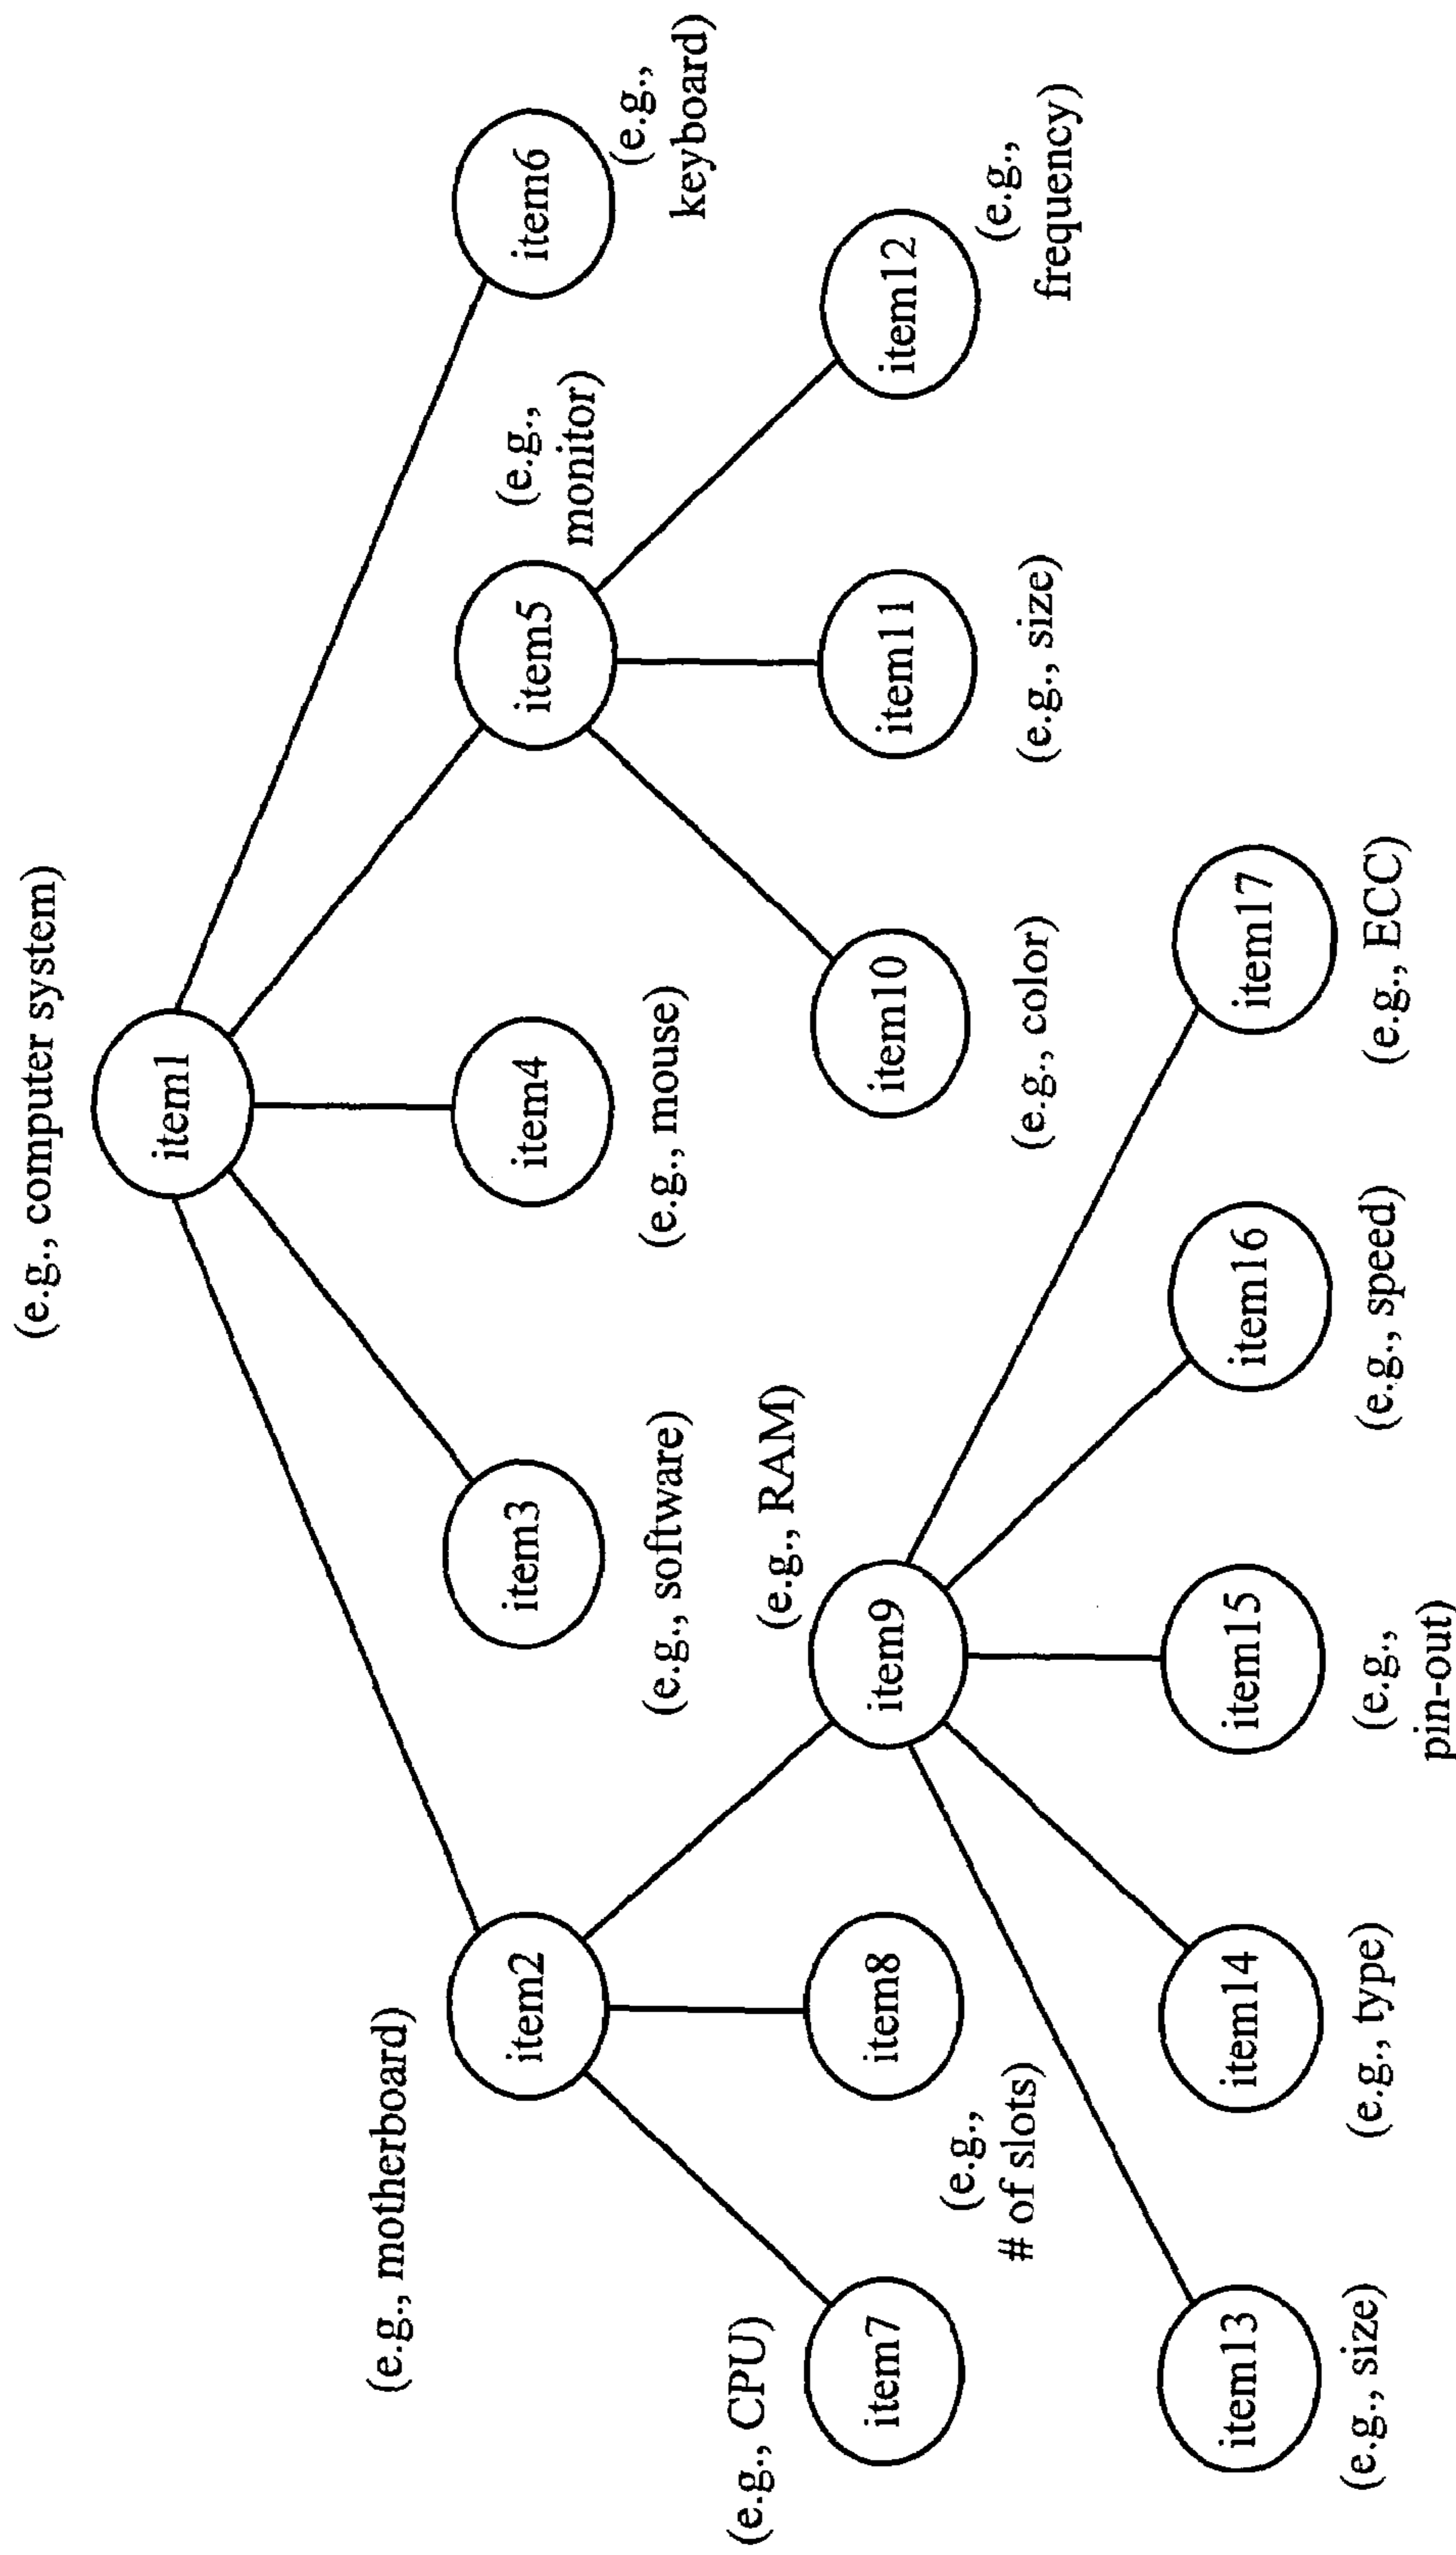 (e.g., computer system)
item1
(e.g., motherboard)
item2
item3
(e.g., software)
item4
(e.g., mouse)
item5
(e.g.,
monitor)
item6
(e.g.,
keyboard)
(e.g., CPU)
item7
item8
(e.g.,
# of slots)
item9
(e.g., RAM)
item10
(e.g., color)
item11
(e.g., size)
item12
(e.g.,
frequency)
item13
(e.g., size)
item14
(e.g., type)
item15
(e.g.,
pin-out)
item16
(e.g., speed)
item17
(e.g., ECC)